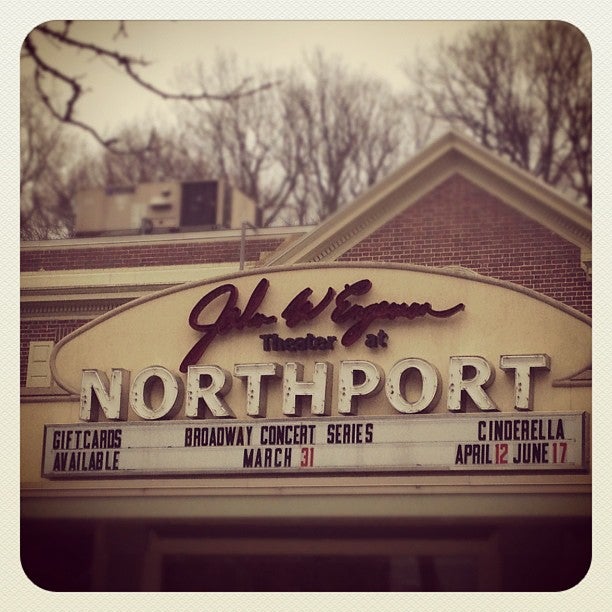 John W Engeman
Theater at
NORTHPORT
GIFTCARDS BROADWAY CONCERT SERIES CINDERELLA
AVAILABLE MARCH 31 APRIL 12 JUNE 17